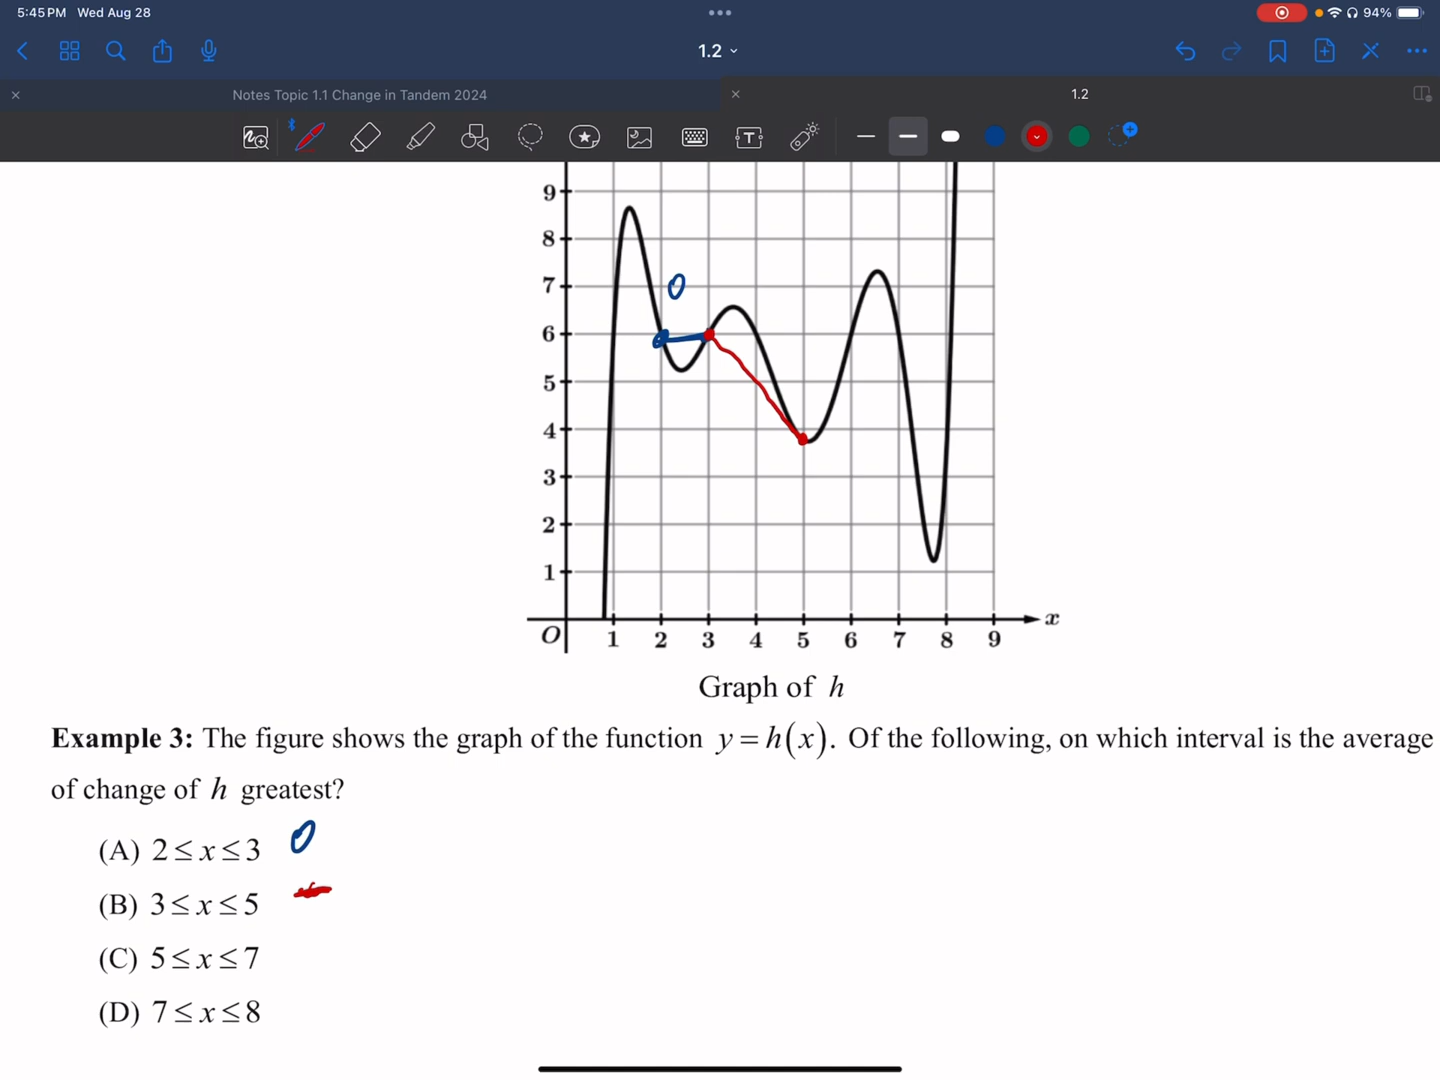 5:45 PM Wed Aug 28
94%
1.2
Notes Topic 1.1 Change in Tandem 2024
1.2
T
9
8
7
6
5
4
3
2
1
0
O 1 2 3 4 5 6 7 8 9 x
Graph of h
Example 3: The figure shows the graph of the function y = h(x). Of the following, on which interval is the average
of change of h greatest?
(A) 2 ≤ x ≤ 3 0
(B) 3 ≤ x ≤ 5 −
(C) 5 ≤ x ≤ 7
(D) 7 ≤ x ≤ 8